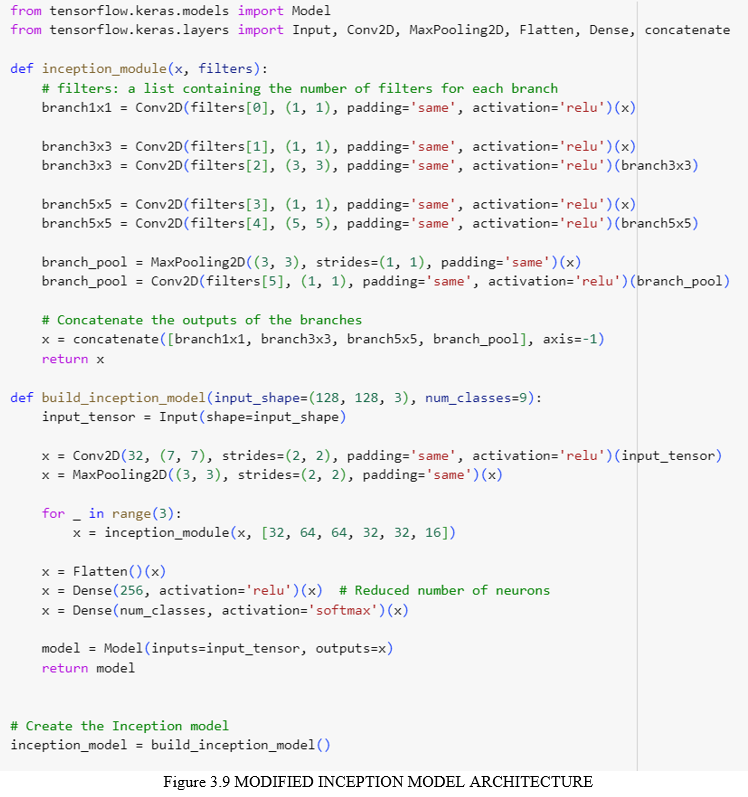 from tensorflow.keras.models import Model
from tensorflow.keras.layers import Input, Conv2D, MaxPooling2D, Flatten, Dense, concatenate

def inception_module(x, filters):
    # filters: a list containing the number of filters for each branch
    branch1x1 = Conv2D(filters[0], (1, 1), padding='same', activation='relu')(x)

    branch3x3 = Conv2D(filters[1], (1, 1), padding='same', activation='relu')(x)
    branch3x3 = Conv2D(filters[2], (3, 3), padding='same', activation='relu')(branch3x3)

    branch5x5 = Conv2D(filters[3], (1, 1), padding='same', activation='relu')(x)
    branch5x5 = Conv2D(filters[4], (5, 5), padding='same', activation='relu')(branch5x5)

    branch_pool = MaxPooling2D((3, 3), strides=(1, 1), padding='same')(x)
    branch_pool = Conv2D(filters[5], (1, 1), padding='same', activation='relu')(branch_pool)

    # Concatenate the outputs of the branches
    x = concatenate([branch1x1, branch3x3, branch5x5, branch_pool], axis=-1)
    return x

def build_inception_model(input_shape=(128, 128, 3), num_classes=9):
    input_tensor = Input(shape=input_shape)

    x = Conv2D(32, (7, 7), strides=(2, 2), padding='same', activation='relu')(input_tensor)
    x = MaxPooling2D((3, 3), strides=(2, 2), padding='same')(x)

    for _ in range(3):
        x = inception_module(x, [32, 64, 64, 32, 32, 16])

    x = Flatten()(x)
    x = Dense(256, activation='relu')(x)  # Reduced number of neurons
    x = Dense(num_classes, activation='softmax')(x)

    model = Model(inputs=input_tensor, outputs=x)
    return model


# Create the Inception model
inception_model = build_inception_model()
Figure 3.9 MODIFIED INCEPTION MODEL ARCHITECTURE